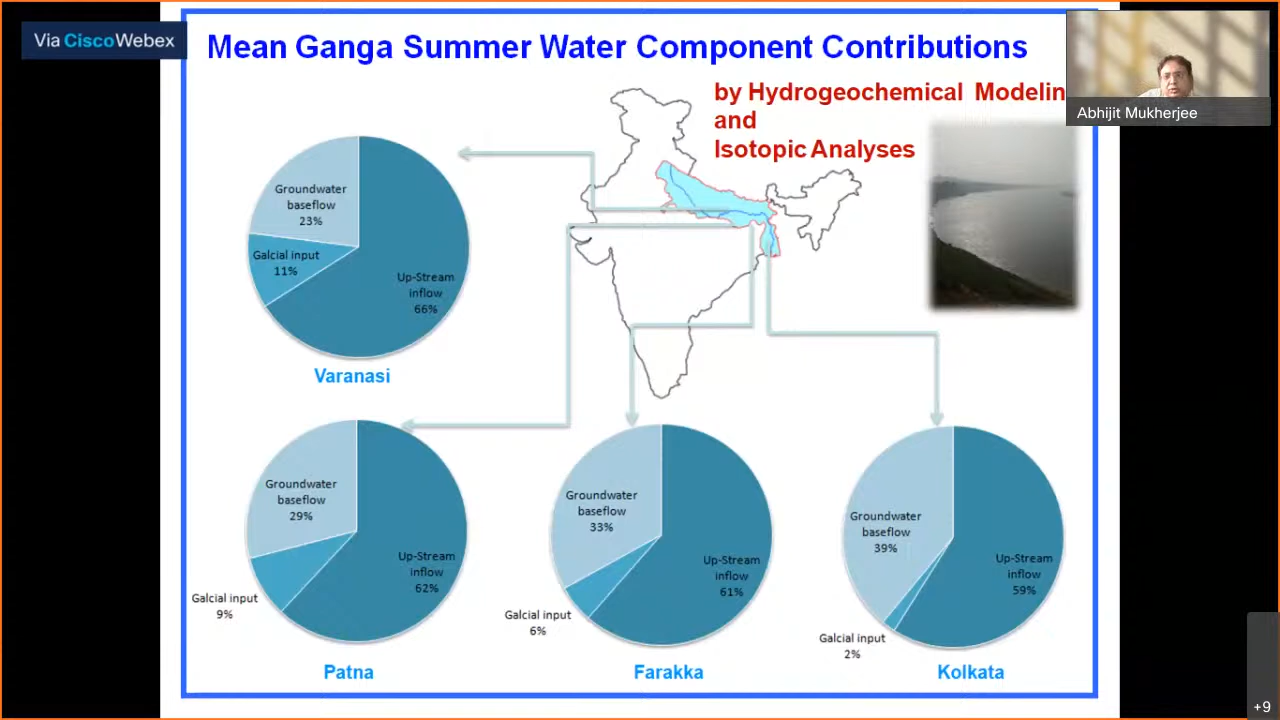 Via Cisco Webex
Mean Ganga Summer Water Component Contributions
by Hydrogeochemical Modelin
and
Isotopic Analyses
Abhijit Mukherjee
Groundwater
baseflow
23%
Galcial input
11%
Up-Stream
inflow
66%
Varanasi
Groundwater
baseflow
29%
Up-Stream
inflow
62%
Galcial input
9%
Patna
Groundwater
baseflow
33%
Up-Stream
inflow
61%
Galcial input
6%
Farakka
Groundwater
baseflow
39%
Up-Stream
inflow
59%
Galcial input
2%
Kolkata
+9